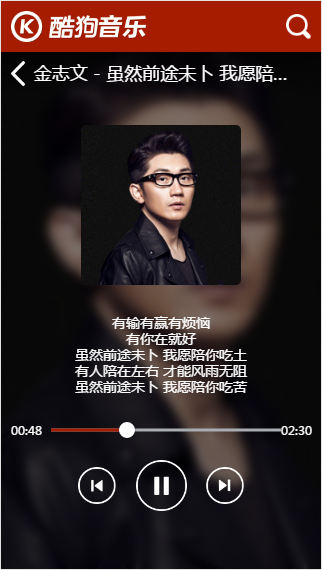 K 酷狗音乐
金志文 - 虽然前途未卜 我愿陪...
有输有赢有烦恼
有你在就好
虽然前途未卜 我愿陪你吃土
有人陪在左右 才能风雨无阻
虽然前途未卜 我愿陪你吃苦
00:48 02:30